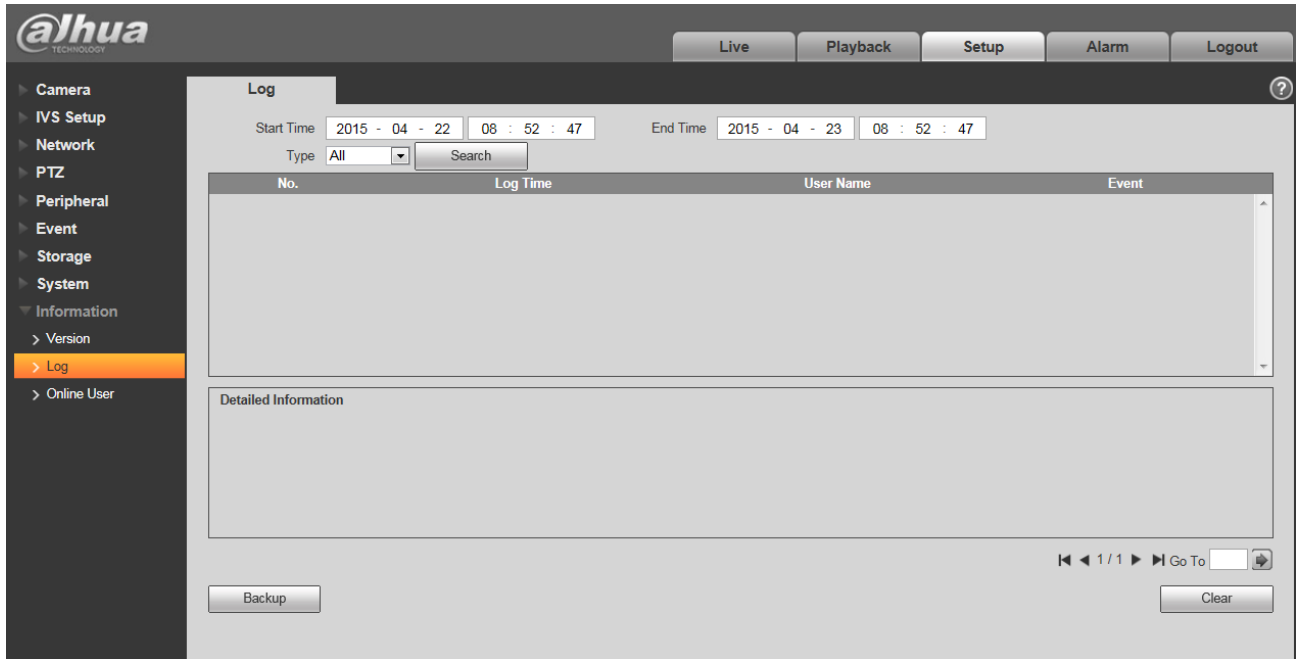 alhua
TECHNOLOGY
Live Playback Setup Alarm Logout
Camera
IVS Setup
Network
PTZ
Peripheral
Event
Storage
System
Information
Version
Log
Online User
Log
?
Start Time 2015 - 04 - 22 08 : 52 : 47 End Time 2015 - 04 - 23 08 : 52 : 47
Type All Search
No. Log Time User Name Event
Detailed Information
1 / 1 Go To
Backup Clear